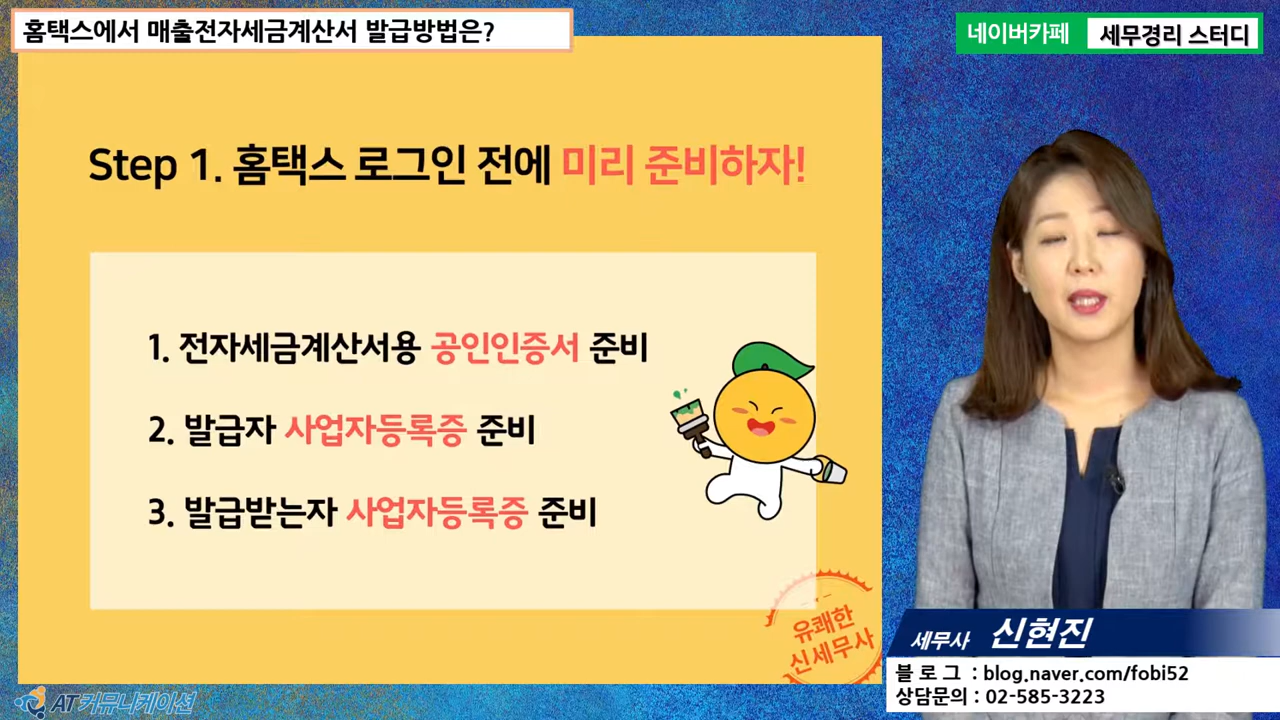 홈택스에서 매출전자세금계산서 발급방법은?
네이버카페 세무경리 스터디
Step 1. 홈택스 로그인 전에 미리 준비하자!
1. 전자세금계산서용 공인인증서 준비
2. 발급자 사업자등록증 준비
3. 발급받는자 사업자등록증 준비
유쾌한
신세무사
세무사 신현진
블로그 : blog.naver.com/fobi52
상담문의 : 02-585-3223
AT커뮤니케이션